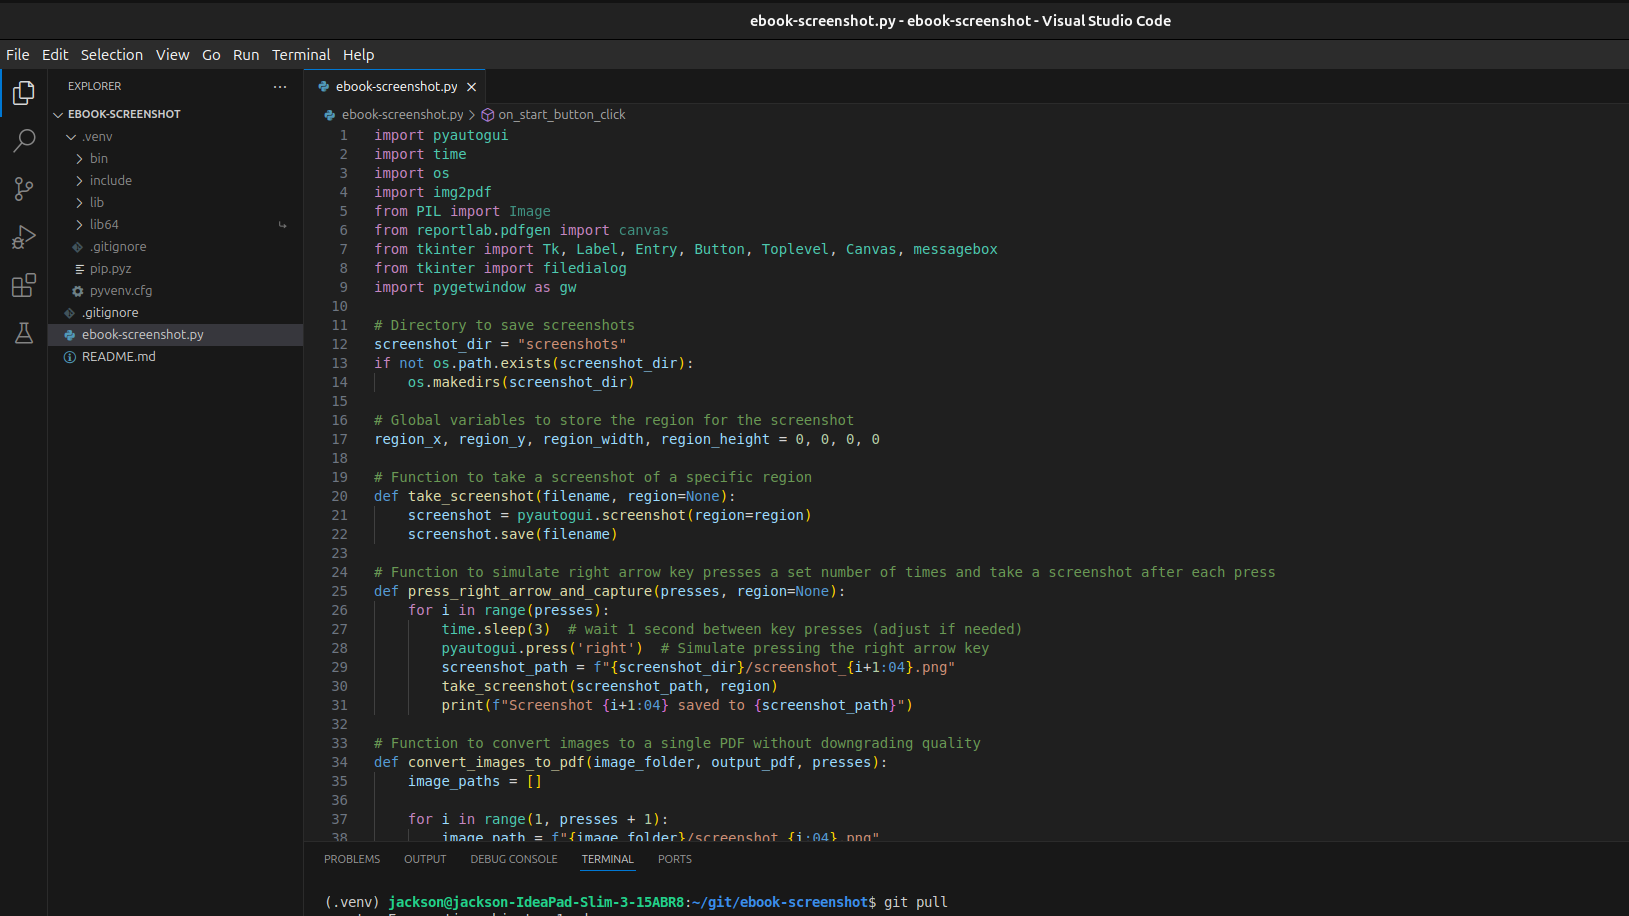 ebook-screenshot.py - ebook-screenshot - Visual Studio Code
File Edit Selection View Go Run Terminal Help
EXPLORER
EBOOK-SCREENSHOT
.venv
bin
include
lib
lib64
.gitignore
pip.pyz
pyvenv.cfg
.gitignore
ebook-screenshot.py
README.md
ebook-screenshot.py
ebook-screenshot.py > on_start_button_click
1 import pyautogui
2 import time
3 import os
4 import img2pdf
5 from PIL import Image
6 from reportlab.pdfgen import canvas
7 from tkinter import Tk, Label, Entry, Button, Toplevel, Canvas, messagebox
8 from tkinter import filedialog
9 import pygetwindow as gw
10
11 # Directory to save screenshots
12 screenshot_dir = "screenshots"
13 if not os.path.exists(screenshot_dir):
14     os.makedirs(screenshot_dir)
15
16 # Global variables to store the region for the screenshot
17 region_x, region_y, region_width, region_height = 0, 0, 0, 0
18
19 # Function to take a screenshot of a specific region
20 def take_screenshot(filename, region=None):
21     screenshot = pyautogui.screenshot(region=region)
22     screenshot.save(filename)
23
24 # Function to simulate right arrow key presses a set number of times and take a screenshot after each press
25 def press_right_arrow_and_capture(presses, region=None):
26     for i in range(presses):
27         time.sleep(3)  # wait 1 second between key presses (adjust if needed)
28         pyautogui.press('right')  # Simulate pressing the right arrow key
29         screenshot_path = f"{screenshot_dir}/screenshot_{i+1:04}.png"
30         take_screenshot(screenshot_path, region)
31         print(f"Screenshot {i+1:04} saved to {screenshot_path}")
32
33 # Function to convert images to a single PDF without downgrading quality
34 def convert_images_to_pdf(image_folder, output_pdf, presses):
35     image_paths = []
36
37     for i in range(1, presses + 1):
38         image_path = f"{image_folder}/screenshot_{i:04}.png"
PROBLEMS OUTPUT DEBUG CONSOLE TERMINAL PORTS
(.venv) jackson@jackson-IdeaPad-Slim-3-15ABR8:~/git/ebook-screenshot$ git pull